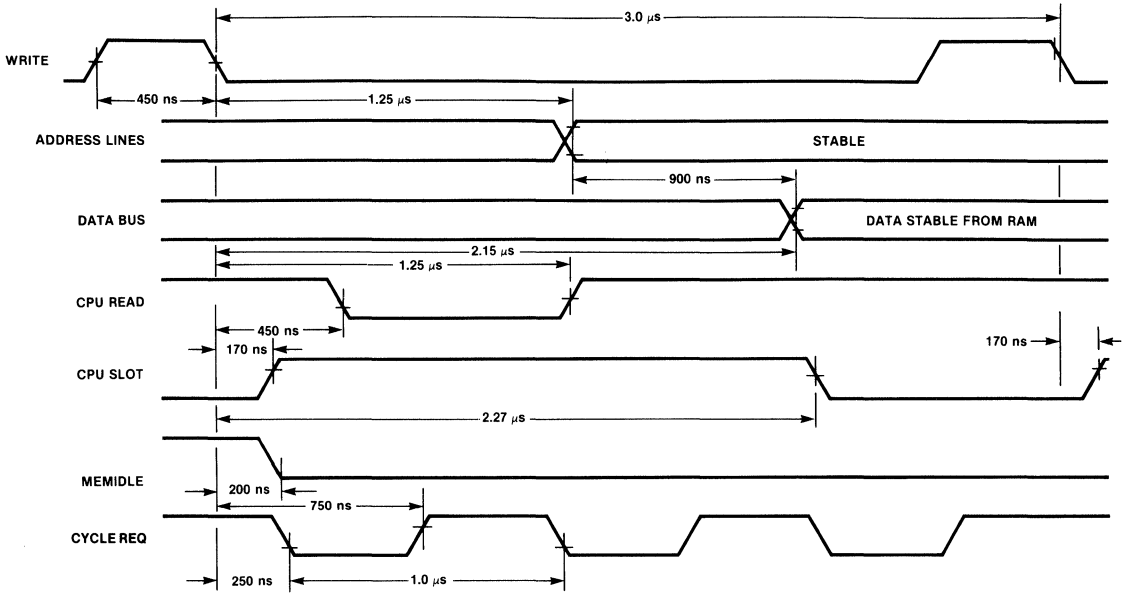 3.0 μs
WRITE
450 ns
1.25 μs
ADDRESS LINES
STABLE
900 ns
DATA BUS
DATA STABLE FROM RAM
2.15 μs
1.25 μs
CPU READ
450 ns
170 ns
170 ns
CPU SLOT
2.27 μs
MEMIDLE
200 ns
750 ns
CYCLE REQ
250 ns
1.0 μs